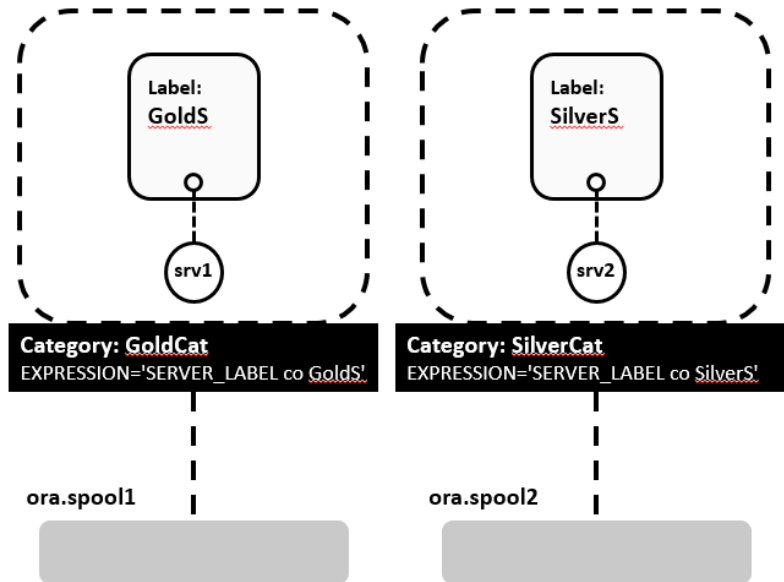 Label:
GoldS
srv1
Category: GoldCat
EXPRESSION='SERVER_LABEL co GoldS'
ora.spool1
Label:
SilverS
srv2
Category: SilverCat
EXPRESSION='SERVER_LABEL co SilverS'
ora.spool2